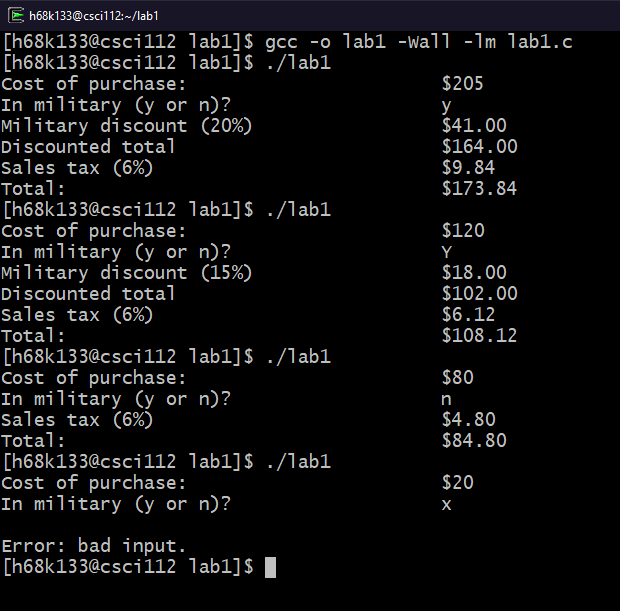 h68k133@csci112:~/lab1
[h68k133@csci112 lab1]$ gcc -o lab1 -Wall -lm lab1.c
[h68k133@csci112 lab1]$ ./lab1
Cost of purchase: $205
In military (y or n)? y
Military discount (20%) $41.00
Discounted total $164.00
Sales tax (6%) $9.84
Total: $173.84
[h68k133@csci112 lab1]$ ./lab1
Cost of purchase: $120
In military (y or n)? Y
Military discount (15%) $18.00
Discounted total $102.00
Sales tax (6%) $6.12
Total: $108.12
[h68k133@csci112 lab1]$ ./lab1
Cost of purchase: $80
In military (y or n)? n
Sales tax (6%) $4.80
Total: $84.80
[h68k133@csci112 lab1]$ ./lab1
Cost of purchase: $20
In military (y or n)? x
Error: bad input.
[h68k133@csci112 lab1]$